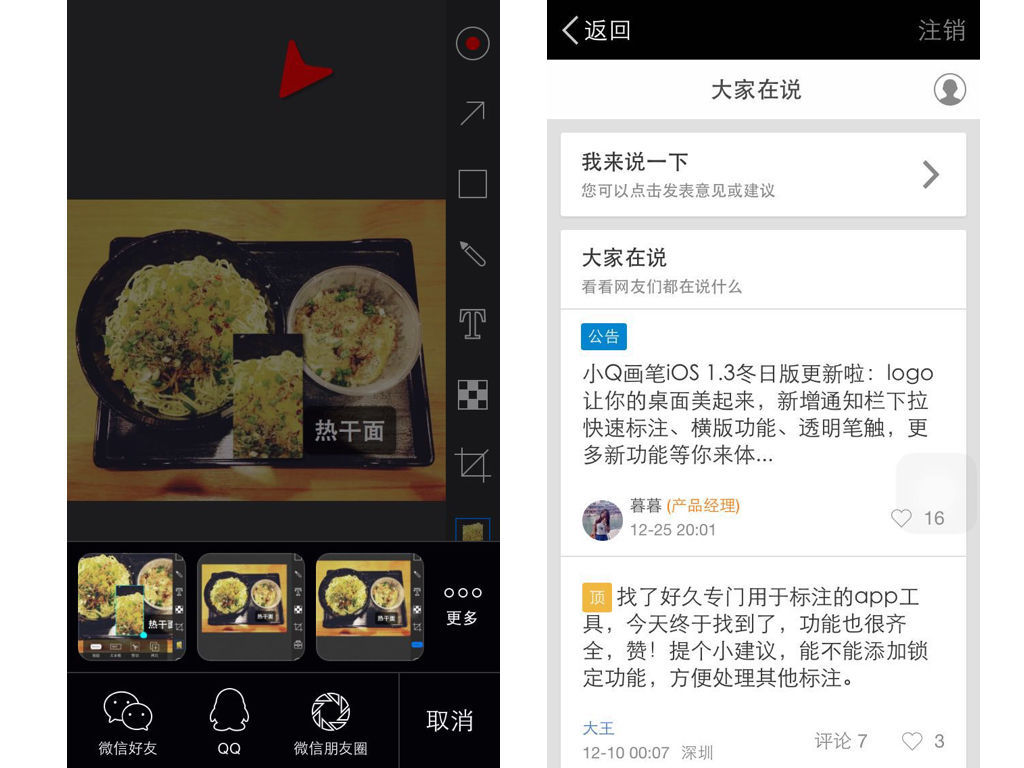 热干面
热干面
热干面
热干面
更多
微信好友
QQ
微信朋友圈
取消
返回
注销
大家在说
我来说一下
您可以点击发表意见或建议
大家在说
看看网友们都在说什么
公告
小Q画笔iOS 1.3冬日版更新啦：logo
让你的桌面美起来，新增通知栏下拉
快速标注、横版功能、透明笔触，更
多新功能等你来体...
暮暮 (产品经理)
12-25 20:01
16
顶 找了好久专门用于标注的app工
具，今天终于找到了，功能也很齐
全，赞！提个小建议，能不能添加锁
定功能，方便处理其他标注。
大王
12-10 00:07 深圳
评论 7
3